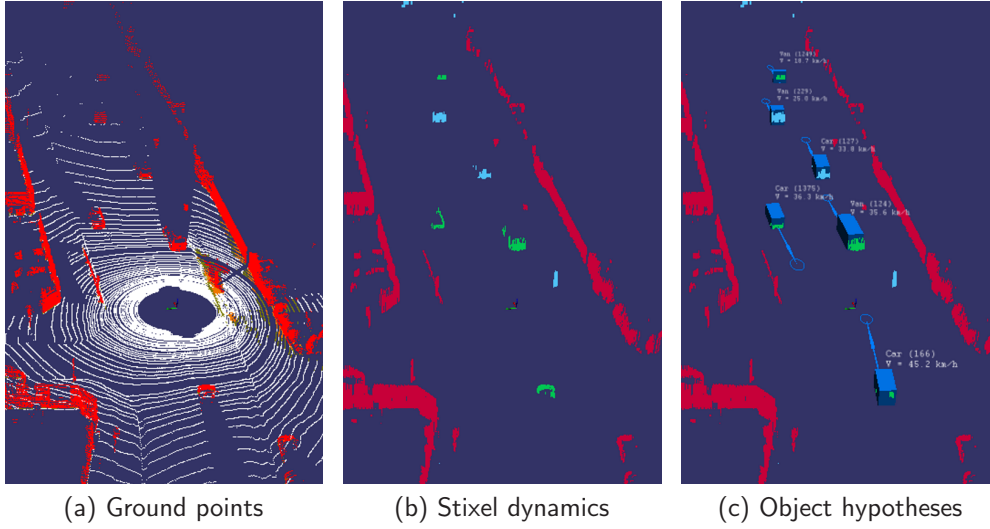 Van (1249)
V = 18.7 km/h
Van (229)
V = 25.0 km/h
Car (127)
V = 33.8 km/h
Car (1375)
V = 36.3 km/h
Van (124)
V = 35.6 km/h
Car (166)
V = 45.2 km/h
(a) Ground points
(b) Stixel dynamics
(c) Object hypotheses